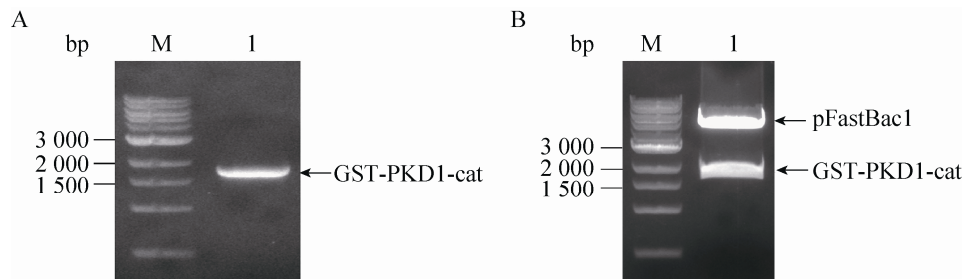 A
bp M 1
3 000
2 000
1 500
GST-PKD1-cat
B
bp M 1
pFastBac1
3 000
2 000
1 500
GST-PKD1-cat